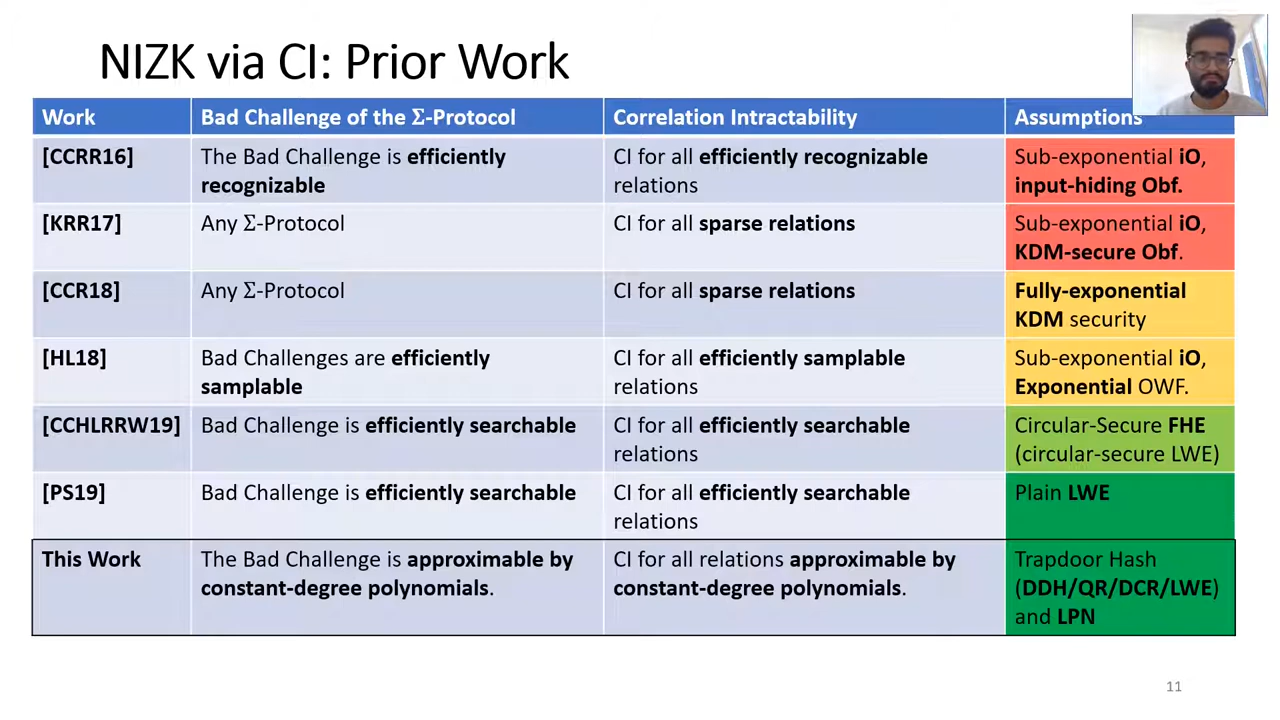 NIZK via CI: Prior Work
Work
Bad Challenge of the Σ-Protocol
Correlation Intractability
Assumptions
[CCRR16]
The Bad Challenge is efficiently
recognizable
CI for all efficiently recognizable
relations
Sub-exponential iO,
input-hiding Obf.
[KRR17]
Any Σ-Protocol
CI for all sparse relations
Sub-exponential iO,
KDM-secure Obf.
[CCR18]
Any Σ-Protocol
CI for all sparse relations
Fully-exponential
KDM security
[HL18]
Bad Challenges are efficiently
samplable
CI for all efficiently samplable
relations
Sub-exponential iO,
Exponential OWF.
[CCHLRRW19]
Bad Challenge is efficiently searchable
CI for all efficiently searchable
relations
Circular-Secure FHE
(circular-secure LWE)
[PS19]
Bad Challenge is efficiently searchable
CI for all efficiently searchable
relations
Plain LWE
This Work
The Bad Challenge is approximable by
constant-degree polynomials.
CI for all relations approximable by
constant-degree polynomials.
Trapdoor Hash
(DDH/QR/DCR/LWE)
and LPN
11